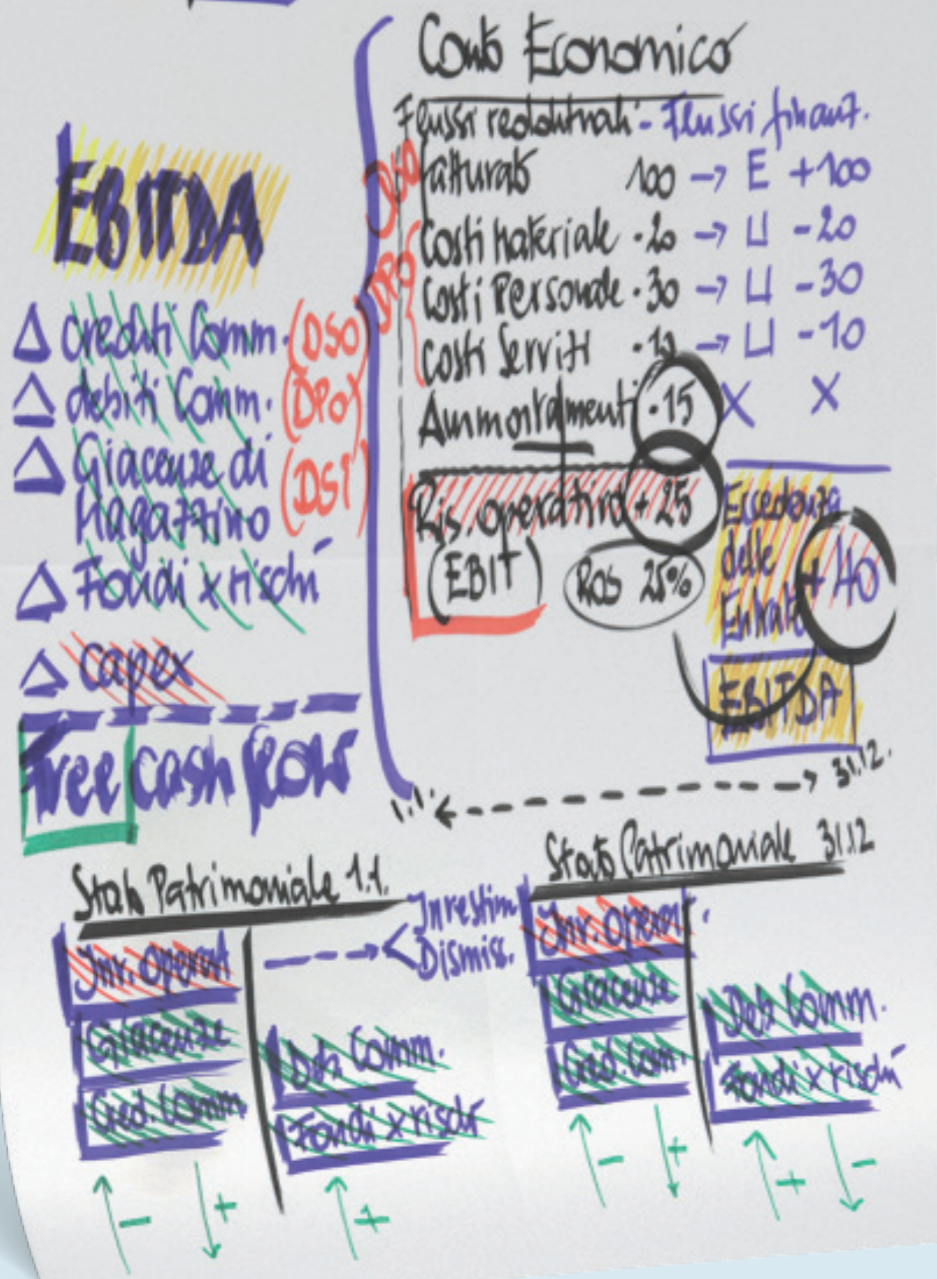 EBITDA
Δ Crediti Comm. (DSO)
Δ debiti Comm. (DPO)
Δ Giacenze di
Magazzino (DSI)
Δ Fondi x rischi
Δ Capex
Free Cash flow
Conto Economico
Flussi reddituali - Flussi finanz.
DSO
fatturato 100 → E +100
DPO
Costi materiale -20 → U -20
Costi Personale -30 → U -30
Costi Servizi -10 → U -10
Ammortamenti -15 X X
Ris. operativo +25
(EBIT) ROS 25%
Eccedenza
delle
Entrate +40
EBITDA
1.1. 31.12.
Stato Patrimoniale 1.1.
Inv. Operat
Giacenze
Cred. Comm.
Deb. Comm.
Fondi x rischi
- + +
Investim
Dismiss.
Stato Patrimoniale 31.12
Inv. Operat.
Giacenze
Cred. Com.
Deb. Comm.
Fondi x rischi
- + + -